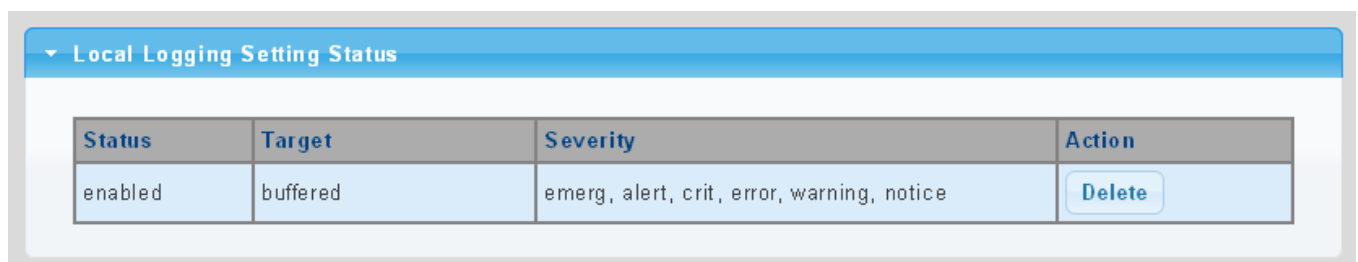 Local Logging Setting Status
Status Target Severity Action
enabled buffered emerg, alert, crit, error, warning, notice Delete